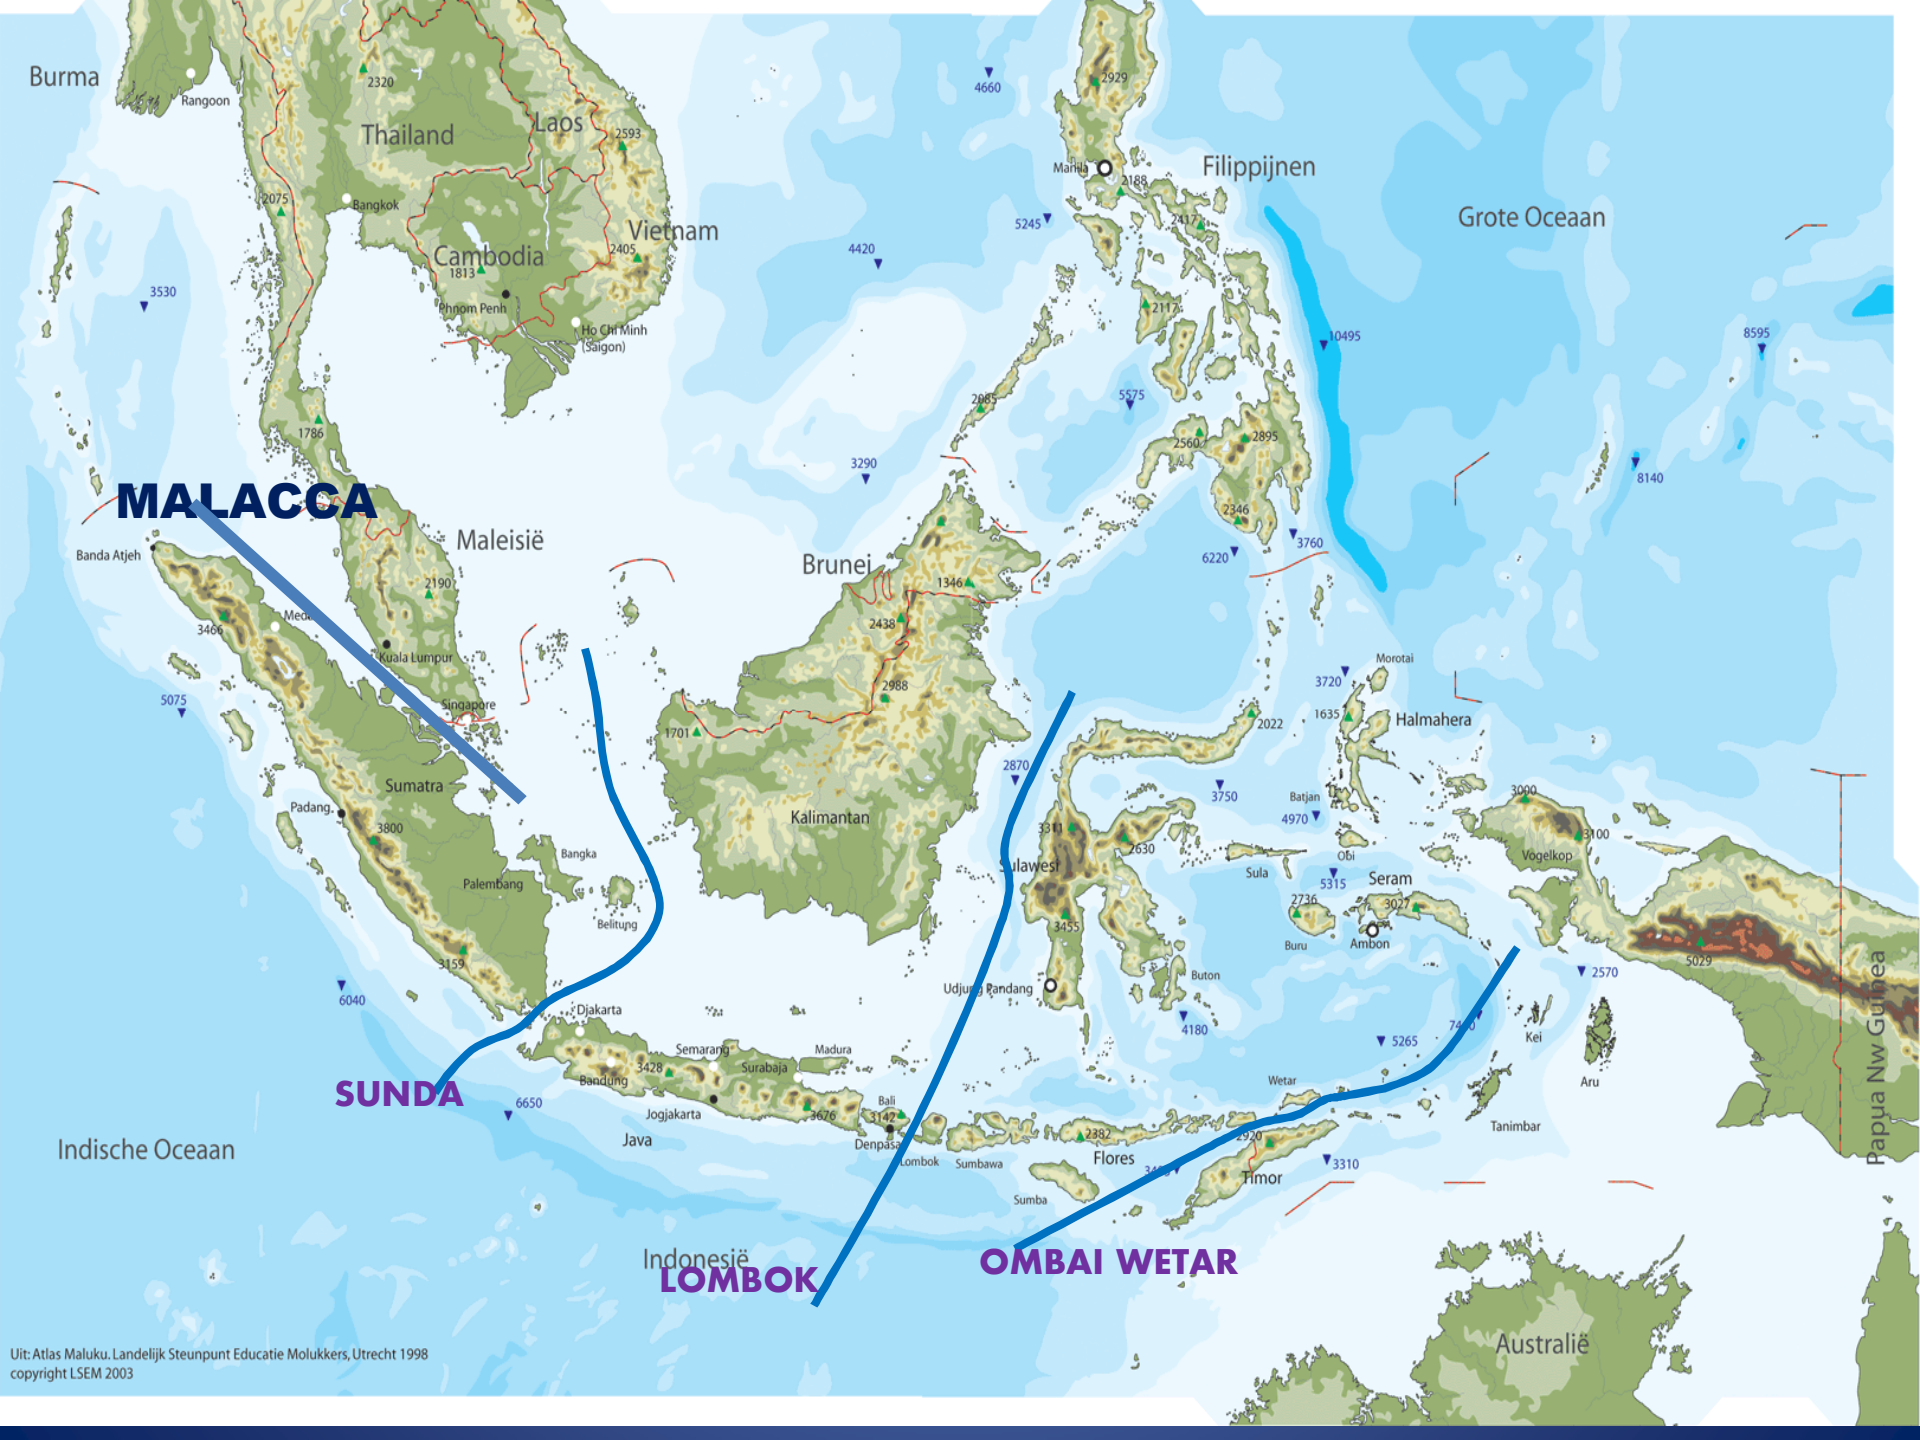 Burma
Rangoon
2320
Thailand
Laos
2593
4660
2929
Manila
2188
Filippijnen
Grote Oceaan
2075
Bangkok
Vietnam
2405
Cambodia
1813
Phnom Penh
Ho Chi Minh
(Saigon)
5245
4420
2417
3530
2117
10495
8595
1786
2085
5575
2560
2895
3290
8140
MALACCA
2346
Banda Atjeh
Maleisië
Brunei
6220
3760
2190
1346
3466
2438
Kuala Lumpur
Morotai
5075
2988
3720
Singapore
1701
1635
Halmahera
2022
2870
3750
Sumatra
Batjan
3000
Padang
Kalimantan
4970
3800
3311
3100
2630
Bangka
Sulawesi
Obi
Vogelkop
Sula
5315
Seram
Palembang
2736
3027
Belitung
3455
Buru
Ambon
3159
5029
Buton
2570
6040
Udjung Pandang
Djakarta
4180
5265
Kei
Semarang
Madura
3428
Surabaja
Bandung
Wetar
Aru
SUNDA
6650
Jogjakarta
3676
Bali
3142
Papua Nw Guinea
Indische Oceaan
Java
Denpasar
2382
2920
Tanimbar
Lombok
Sumbawa
Flores
3310
Sumba
Timor
Indonesië
LOMBOK
OMBAI WETAR
Australië
Uit: Atlas Maluku. Landelijk Steunpunt Educatie Molukkers, Utrecht 1998
copyright LSEM 2003